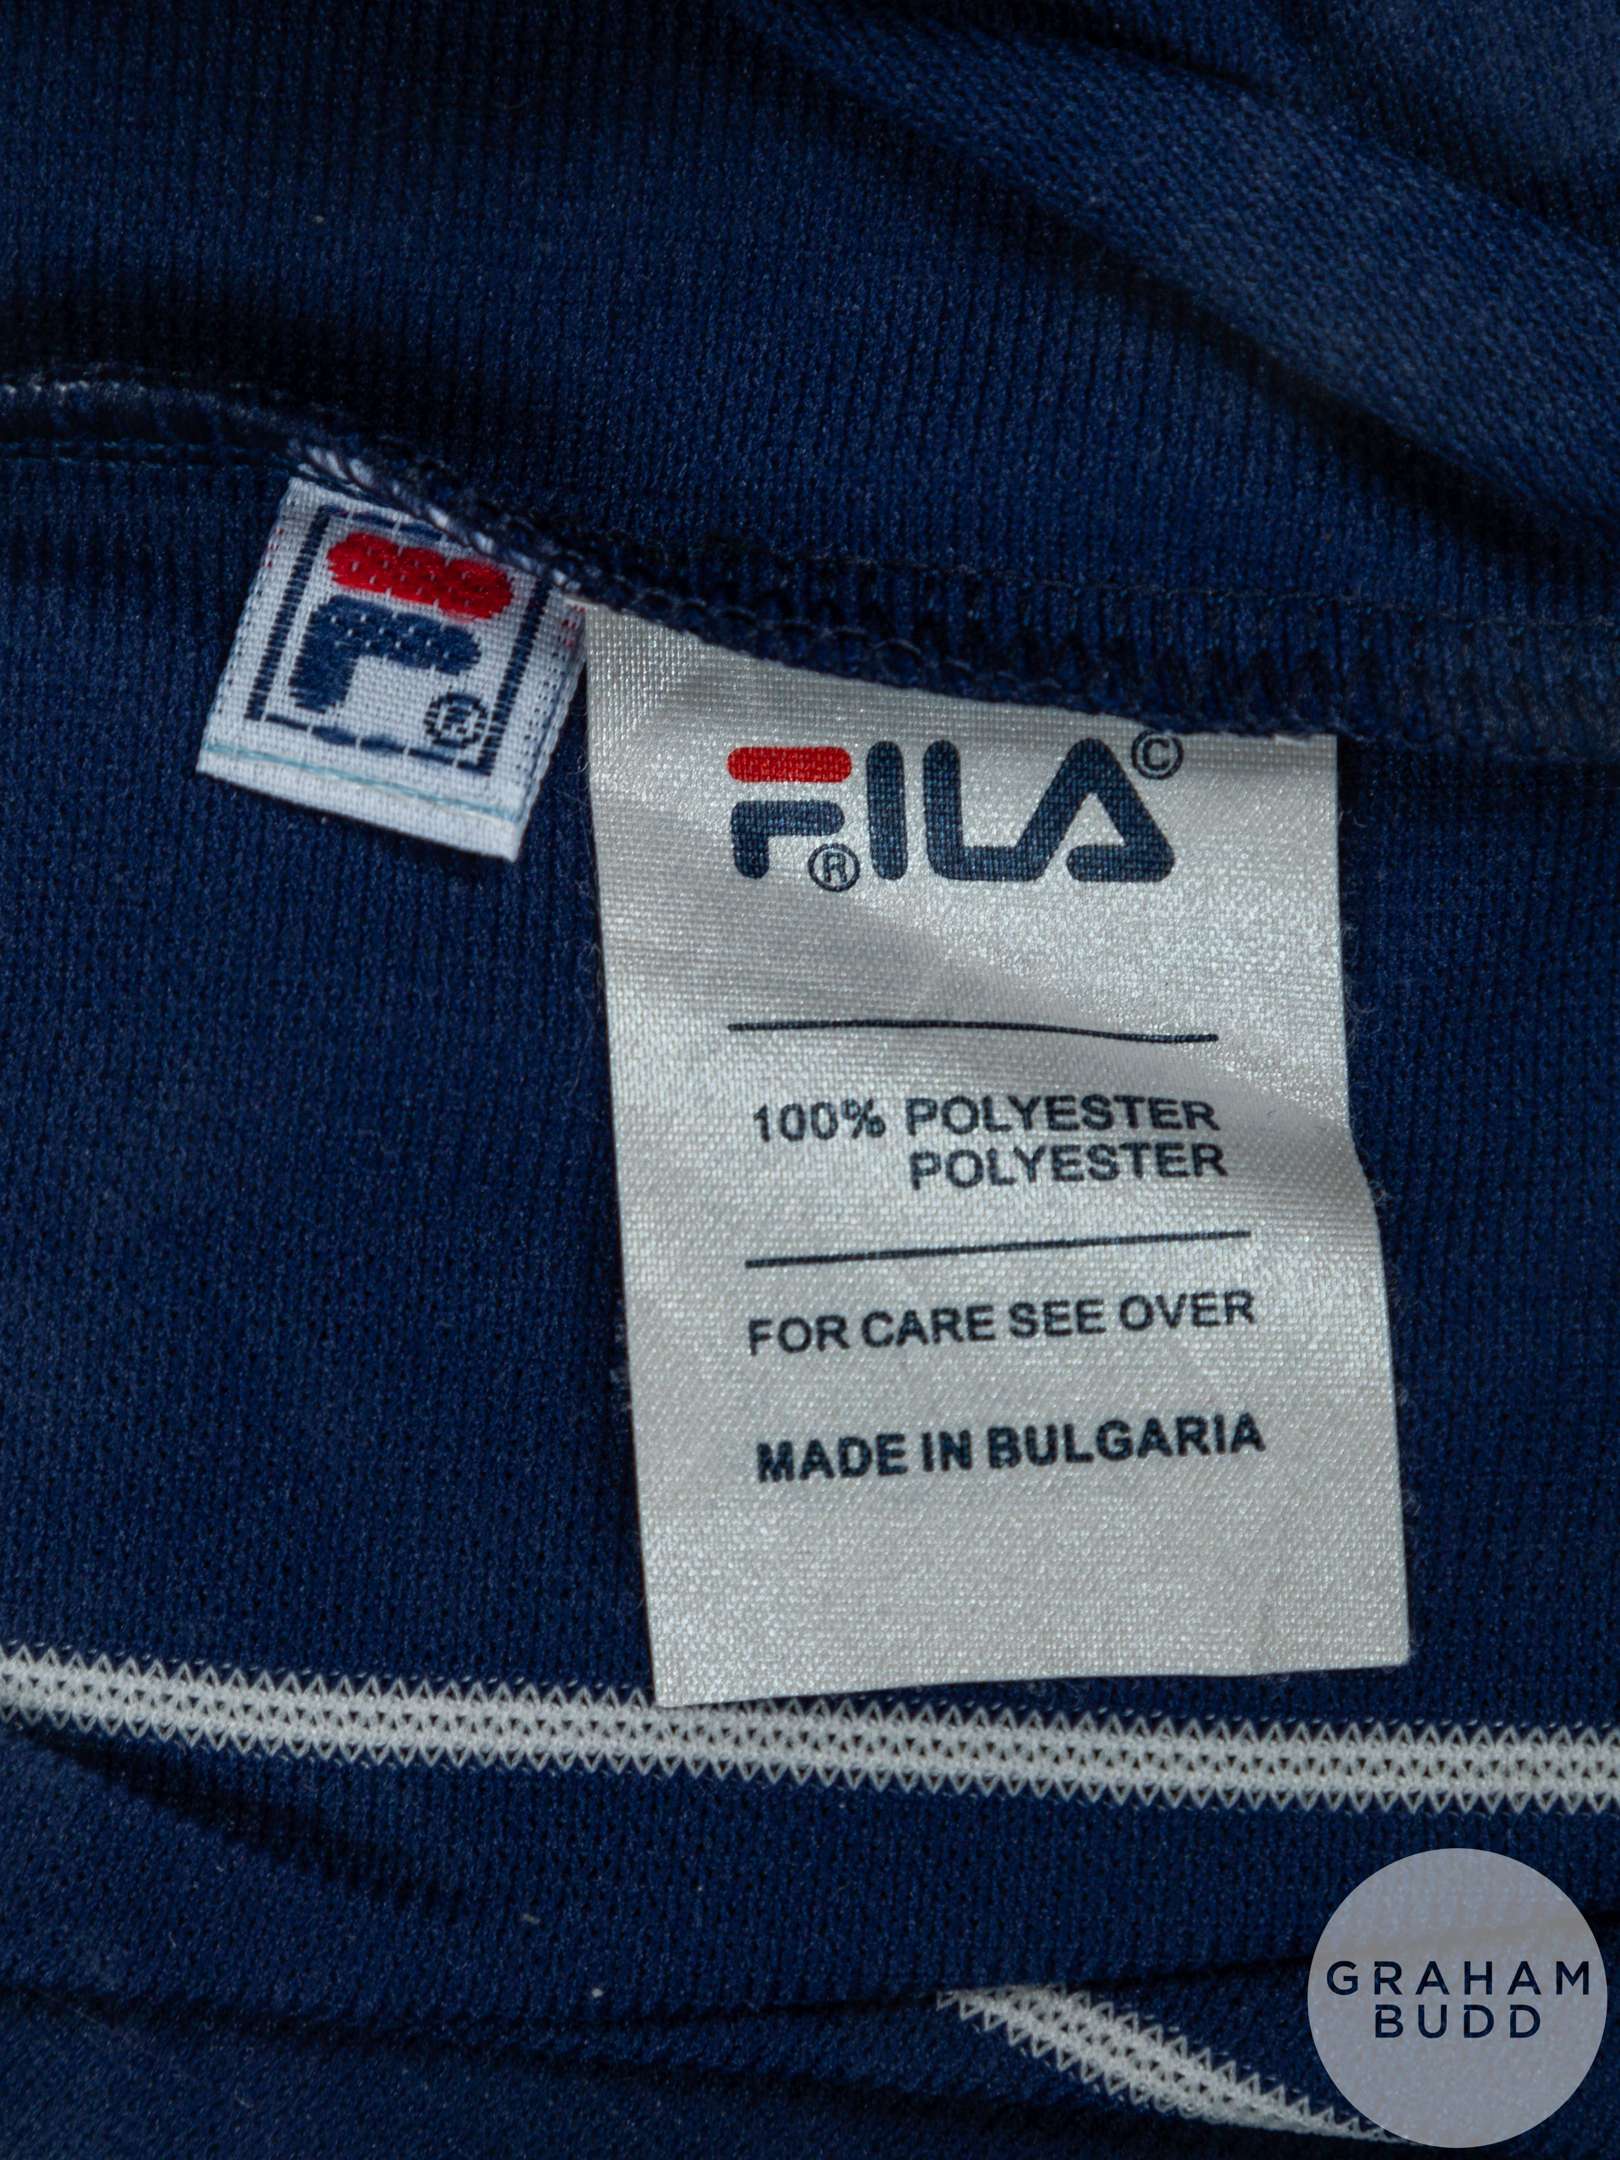 F
®
FILA
©
®
100% POLYESTER
POLYESTER
FOR CARE SEE OVER
MADE IN BULGARIA
GRAHAM
BUDD